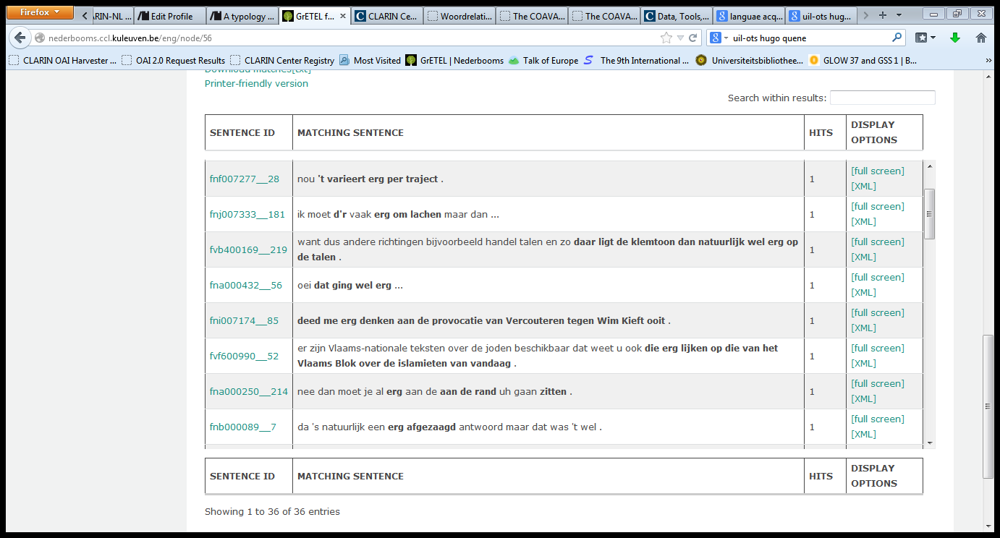 Firefox
ARIN-NL ...
Edit Profile
A typology ...
GrETEL f...
CLARIN Ce...
Woordrelati...
The COAVA...
The COAVA...
Data, Tools,...
languae acq...
uil-ots hug...
nederbooms.ccl.kuleuven.be/eng/node/56
uil-ots hugo quene
CLARIN OAI Harvester ...
OAI 2.0 Request Results
CLARIN Center Registry
Most Visited
GrETEL | Nederbooms
Talk of Europe
The 9th International ...
Universiteitsbibliothee...
GLOW 37 and GSS 1 | B...
Download matches[txt]
Printer-friendly version
Search within results:
SENTENCE ID MATCHING SENTENCE HITS DISPLAY OPTIONS
fnf007277__28 nou 't varieert erg per traject . 1 [full screen]
[XML]
fnj007333__181 ik moet d'r vaak erg om lachen maar dan ... 1 [full screen]
[XML]
fvb400169__219 want dus andere richtingen bijvoorbeeld handel talen en zo daar ligt de klemtoon dan natuurlijk wel erg op
de talen . 1 [full screen]
[XML]
fna000432__56 oei dat ging wel erg ... 1 [full screen]
[XML]
fni007174__85 deed me erg denken aan de provocatie van Vercouteren tegen Wim Kieft ooit . 1 [full screen]
[XML]
fvf600990__52 er zijn Vlaams-nationale teksten over de joden beschikbaar dat weet u ook die erg lijken op die van het
Vlaams Blok over de islamieten van vandaag . 1 [full screen]
[XML]
fna000250__214 nee dan moet je al erg aan de aan de rand uh gaan zitten . 1 [full screen]
[XML]
fnb000089__7 da 's natuurlijk een erg afgezaagd antwoord maar dat was 't wel . 1 [full screen]
[XML]
SENTENCE ID MATCHING SENTENCE HITS DISPLAY OPTIONS
Showing 1 to 36 of 36 entries